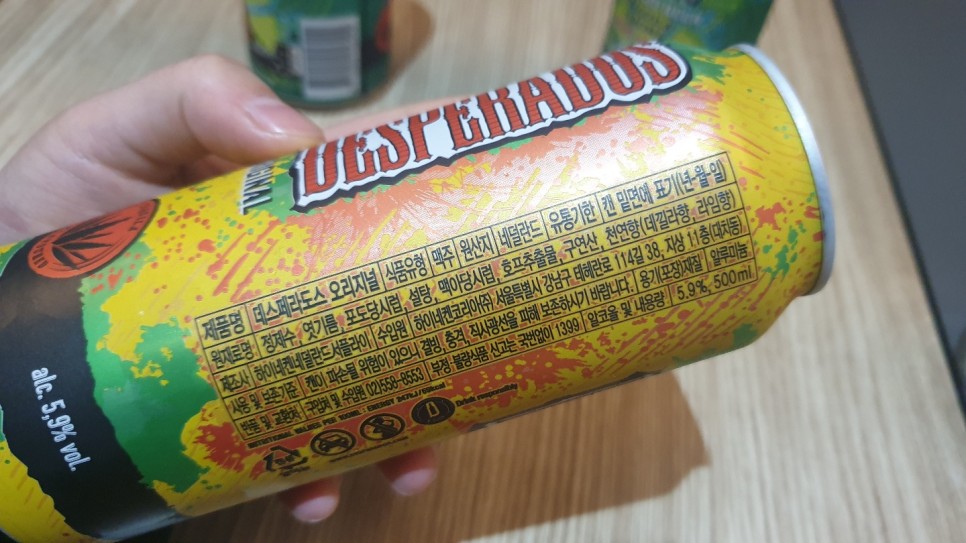 DESPERADOS
제품명 데스페라도스 오리지널 식품유형 맥주 원산지 네덜란드 유통기한 캔 밑면에 표기(년-월-일)
원재료명 정제수, 엿기름, 포도당시럽, 설탕, 맥아당시럽, 호프추출물, 구연산, 천연향(데낄라향, 라임향)
제조사 하이네켄네델란드서플라이 수입원 하이네켄코리아(주) 서울특별시 강남구 테헤란로 114길 38, 지상 11층(대치동)
사용 및 보존기준 캔이 파손될 위험이 있으니 결빙, 충격, 직사광선을 피해 보존하시기 바랍니다. 용기(포장)재질 알루미늄
반품 및 교환처 구입처 및 수입원 02)559-8553 부정·불량식품 신고는 국번없이 1399 알코올 및 내용량 5.9%, 500ml
Drink responsibly
alc. 5,9% vol.